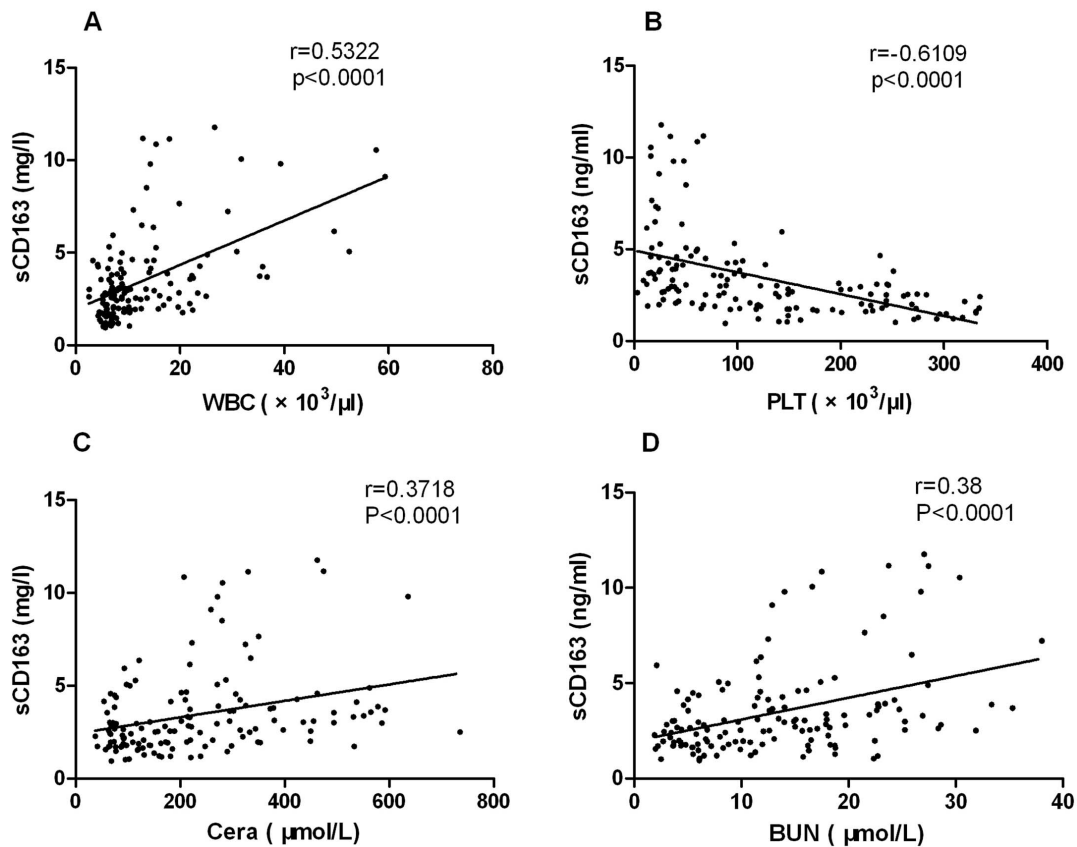 A
r=0.5322
p<0.0001
15
10
5
0
sCD163 (mg/l)
0 20 40 60 80
WBC ( × 10³/µl)
B
r=-0.6109
p<0.0001
15
10
5
0
sCD163 (ng/ml)
0 100 200 300 400
PLT ( × 10³/µl)
C
r=0.3718
P<0.0001
15
10
5
0
sCD163 (mg/l)
0 200 400 600 800
Cera ( µmol/L)
D
r=0.38
P<0.0001
15
10
5
0
sCD163 (ng/ml)
0 10 20 30 40
BUN ( µmol/L)